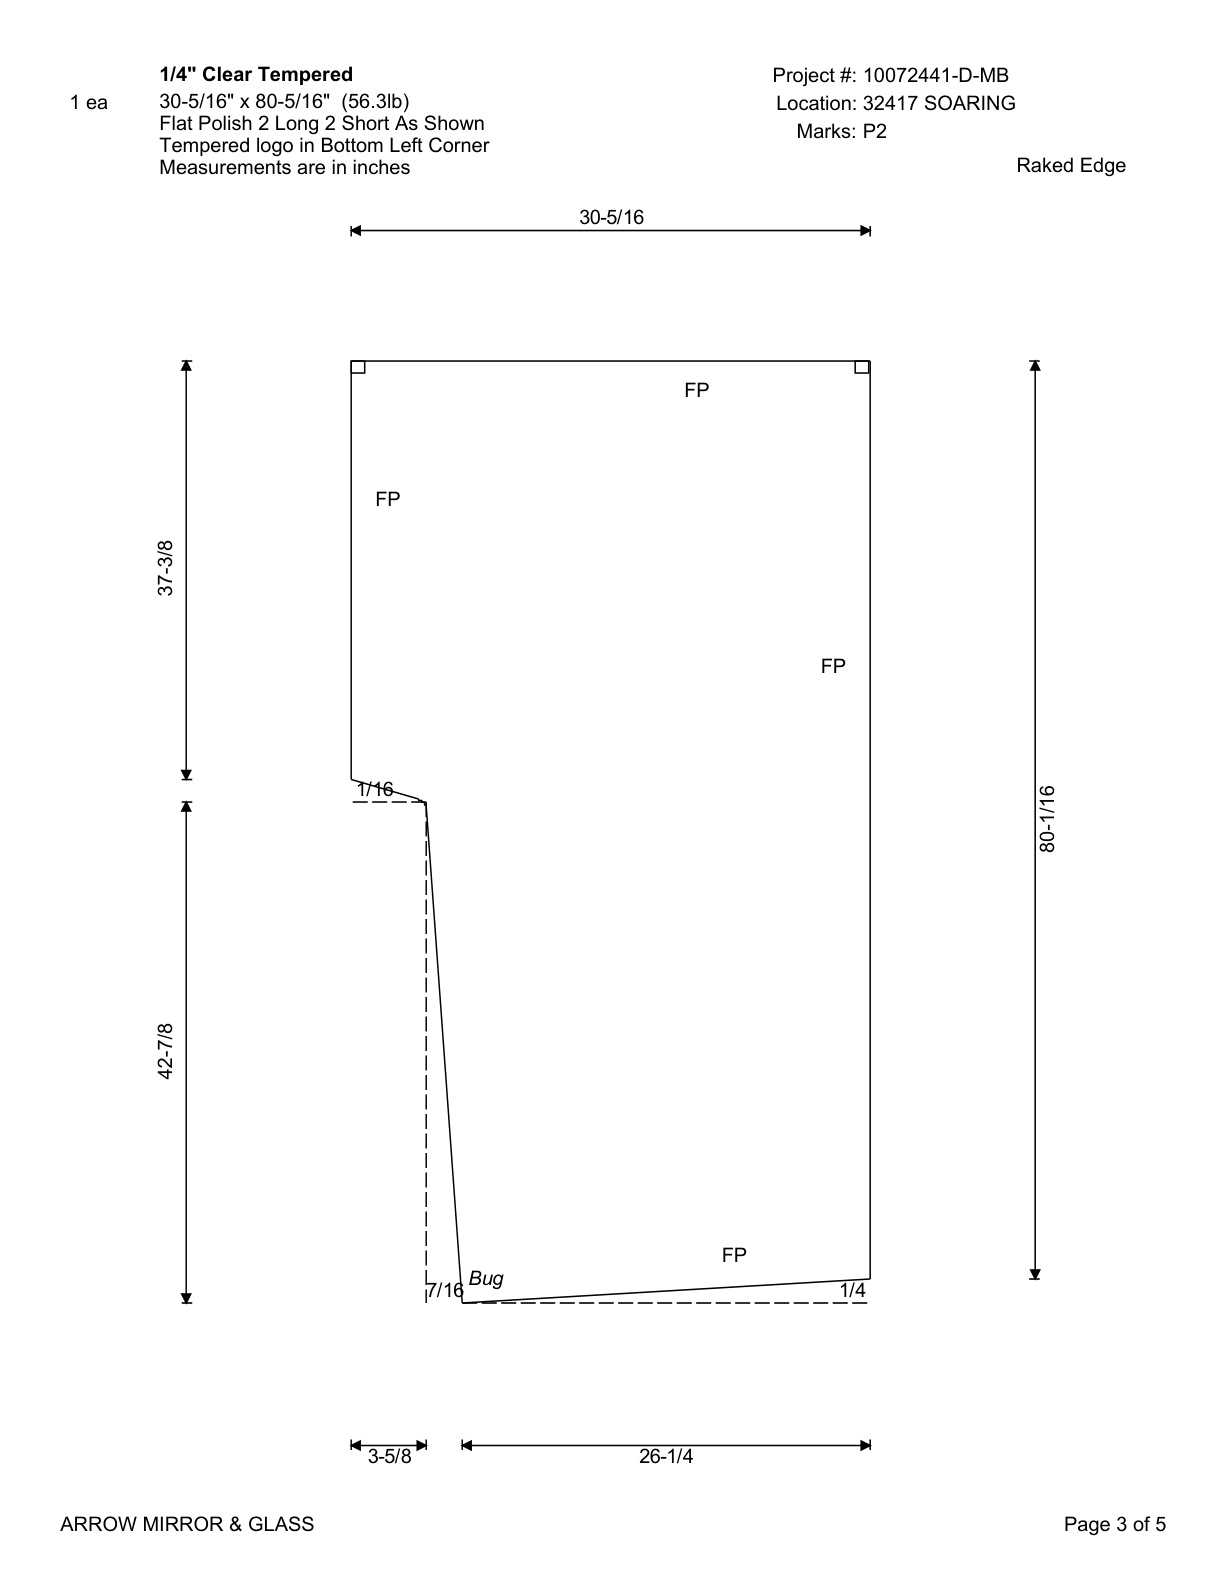 1/4" Clear Tempered
1 ea
30-5/16" x 80-5/16" (56.3lb)
Flat Polish 2 Long 2 Short As Shown
Tempered logo in Bottom Left Corner
Measurements are in inches
Project #: 10072441-D-MB
Location: 32417 SOARING
Marks: P2
Raked Edge
30-5/16
FP
FP
37-3/8
FP
1/16
80-1/16
42-7/8
FP
Bug
7/16
1/4
3-5/8
26-1/4
ARROW MIRROR & GLASS
Page 3 of 5